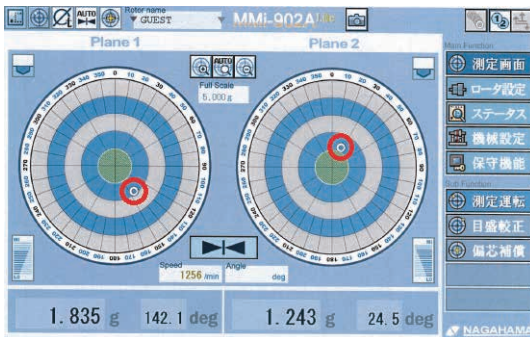 Rotor name
GUEST
MMi-902A
Plane 1
Plane 2
AUTO
Full Scale
5.000 g
Speed
1256 /min
Angle
deg
1.835 g
142.1 deg
1.243 g
24.5 deg
Main Function
測定画面
ロータ設定
ステータス
機械設定
保守機能
Sub Function
測定運転
目盛較正
偏芯補償
NAGAHAMA